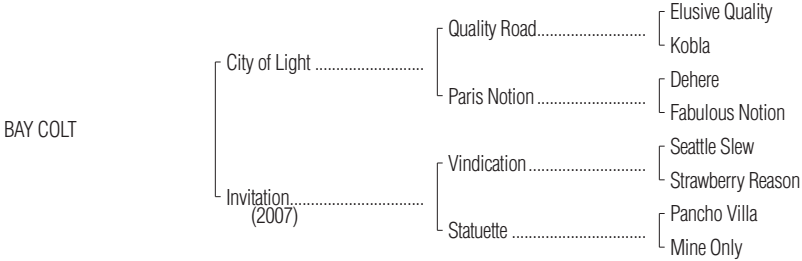 Elusive Quality
Quality Road..........................
Kobla
City of Light ..........................
Dehere
Paris Notion ..........................
Fabulous Notion
BAY COLT
Seattle Slew
Vindication............................
Strawberry Reason
Invitation................................
(2007)
Pancho Villa
Statuette ................................
Mine Only